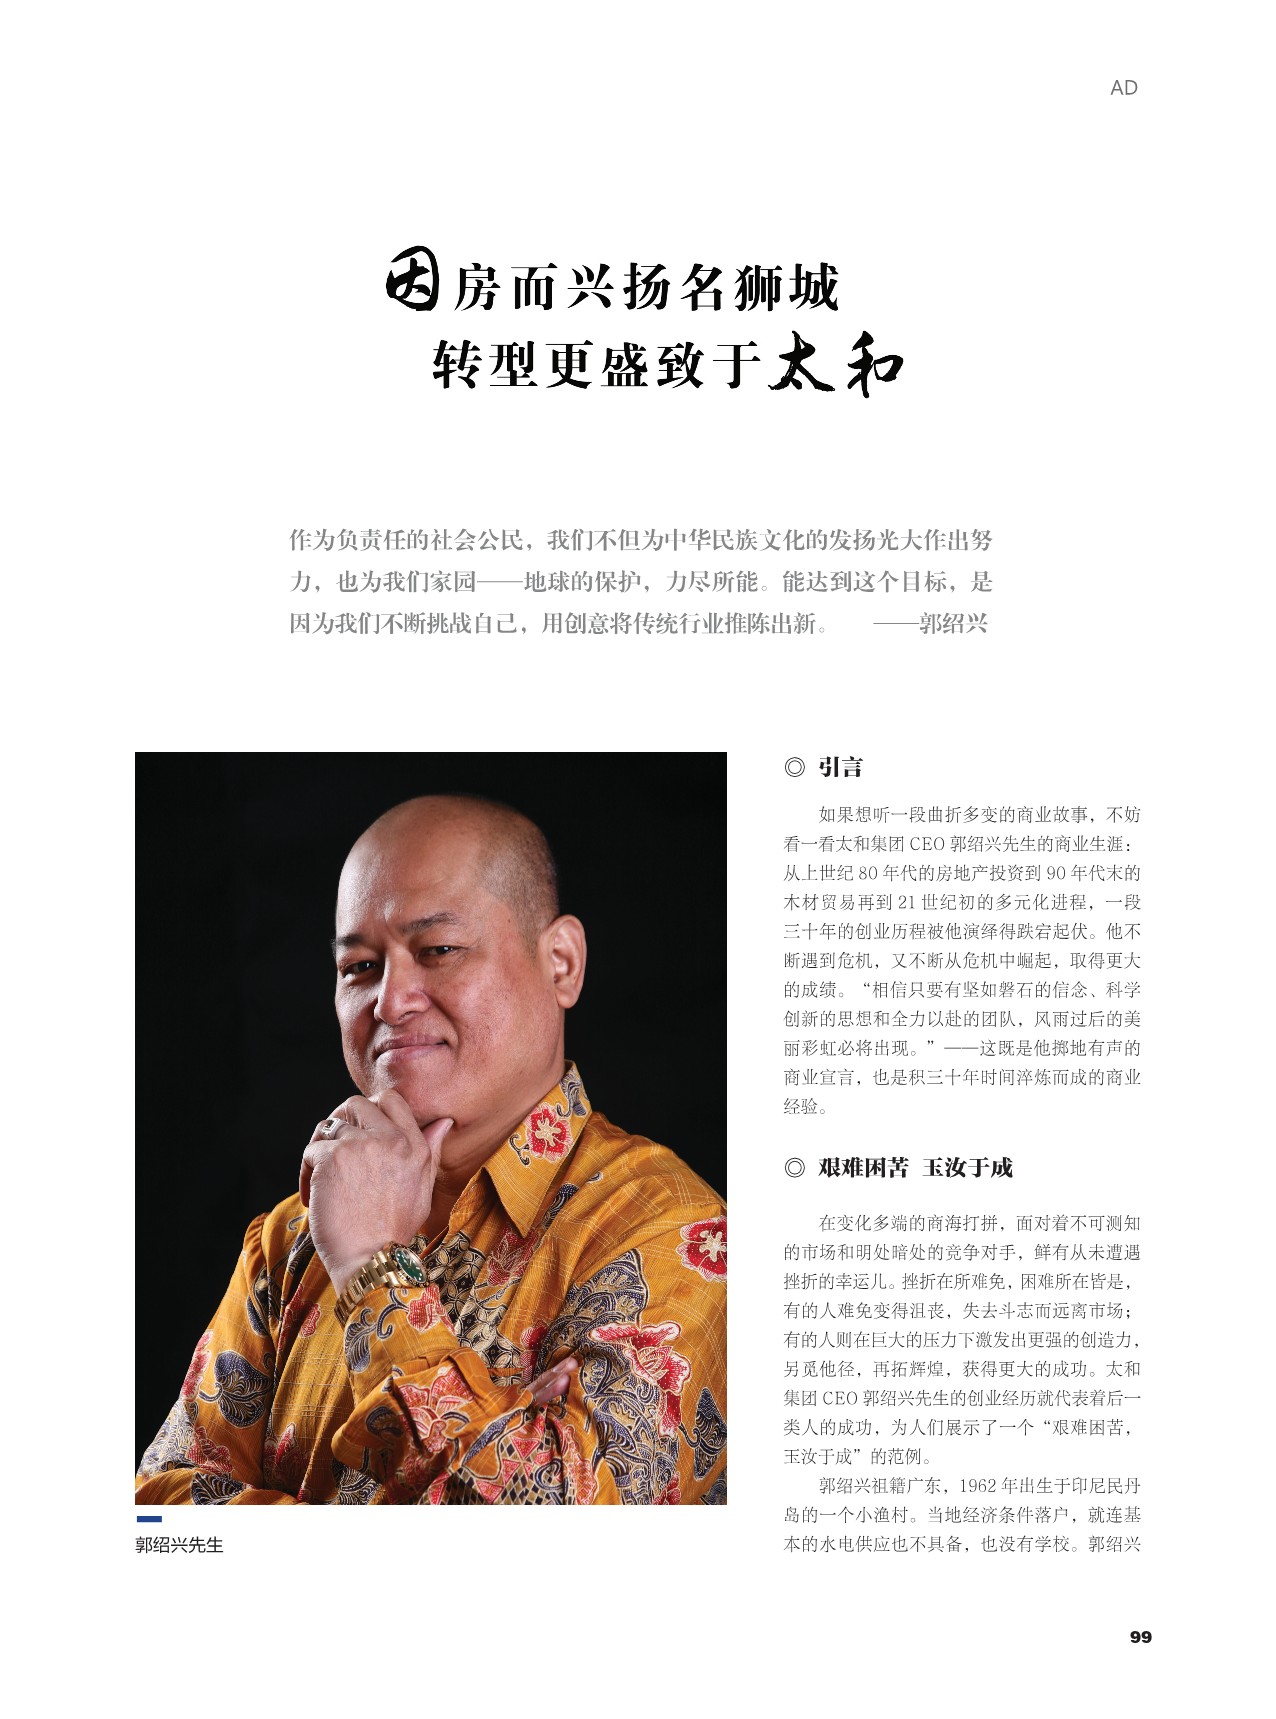 AD
因房而兴扬名狮城
转型更盛致于太和
作为负责任的社会公民，我们不但为中华民族文化的发扬光大作出努
力，也为我们家园——地球的保护，力尽所能。能达到这个目标，是
因为我们不断挑战自己，用创意将传统行业推陈出新。 ——郭绍兴
◎ 引言
如果想听一段曲折多变的商业故事，不妨
看一看太和集团 CEO 郭绍兴先生的商业生涯：
从上世纪 80 年代的房地产投资到 90 年代末的
木材贸易再到 21 世纪初的多元化进程，一段
三十年的创业历程被他演绎得跌宕起伏。他不
断遇到危机，又不断从危机中崛起，取得更大
的成绩。“相信只要有坚如磐石的信念、科学
创新的思想和全力以赴的团队，风雨过后的美
丽彩虹必将出现。”——这既是他掷地有声的
商业宣言，也是积三十年时间淬炼而成的商业
经验。
◎ 艰难困苦 玉汝于成
在变化多端的商海打拼，面对着不可测知
的市场和明处暗处的竞争对手，鲜有从未遭遇
挫折的幸运儿。挫折在所难免，困难所在皆是，
有的人难免变得沮丧，失去斗志而远离市场；
有的人则在巨大的压力下激发出更强的创造力，
另觅他径，再拓辉煌，获得更大的成功。太和
集团 CEO 郭绍兴先生的创业经历就代表着后一
类人的成功，为人们展示了一个“艰难困苦，
玉汝于成”的范例。
郭绍兴祖籍广东，1962 年出生于印尼民丹
岛的一个小渔村。当地经济条件落户，就连基
本的水电供应也不具备，也没有学校。郭绍兴
郭绍兴先生
99